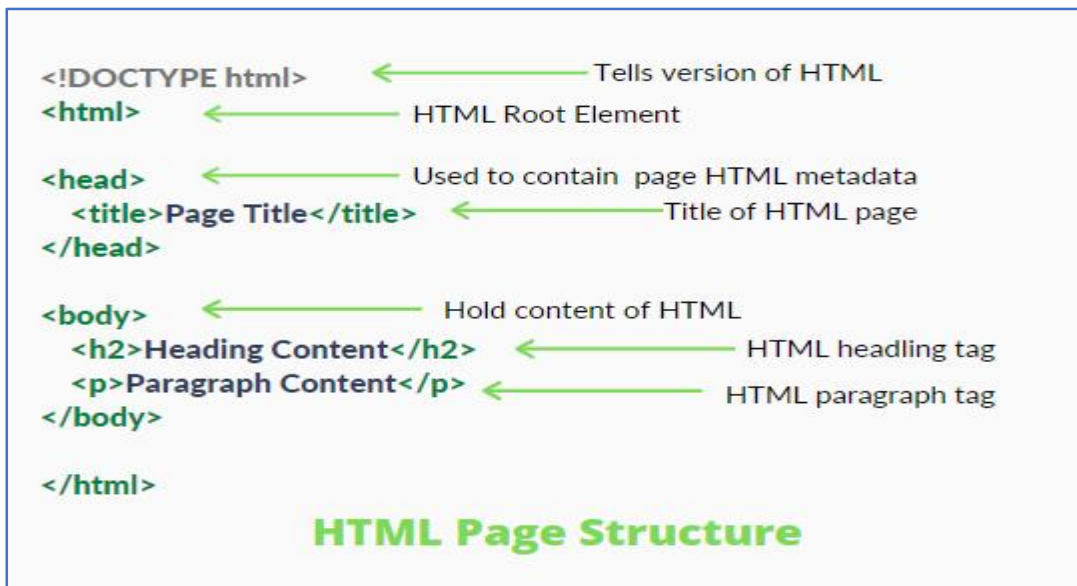 <!DOCTYPE html> Tells version of HTML
<html> HTML Root Element
<head> Used to contain page HTML metadata
<title>Page Title</title> Title of HTML page
</head>
<body> Hold content of HTML
<h2>Heading Content</h2> HTML headling tag
<p>Paragraph Content</p> HTML paragraph tag
</body>
</html>
HTML Page Structure